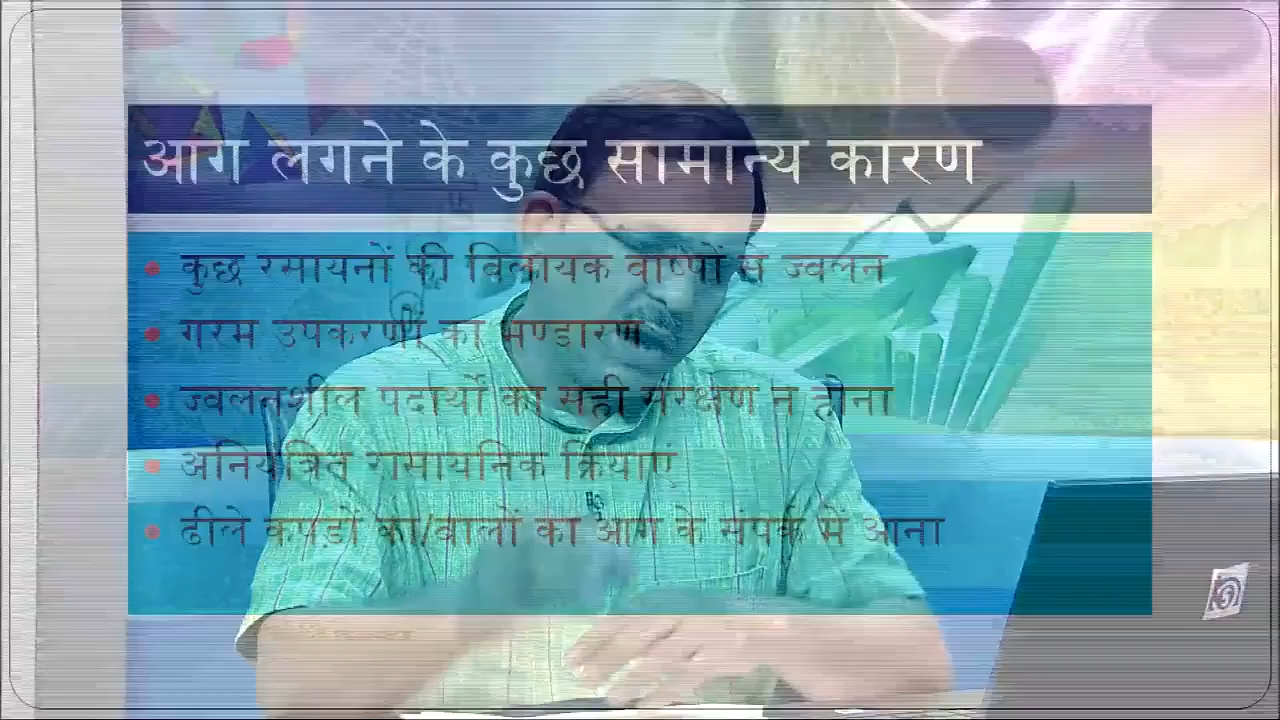 आग लगने के कुछ सामान्य कारण
• कुछ रसायनों की विलायक वाष्पों से ज्वलन
• गरम उपकरणों का भण्डारण
• ज्वलनशील पदार्थों का सही संरक्षण न होना
• अनियंत्रित रासायनिक क्रियाएं
• ढीले कपड़ों का/बालों का आग के संपर्क में आना